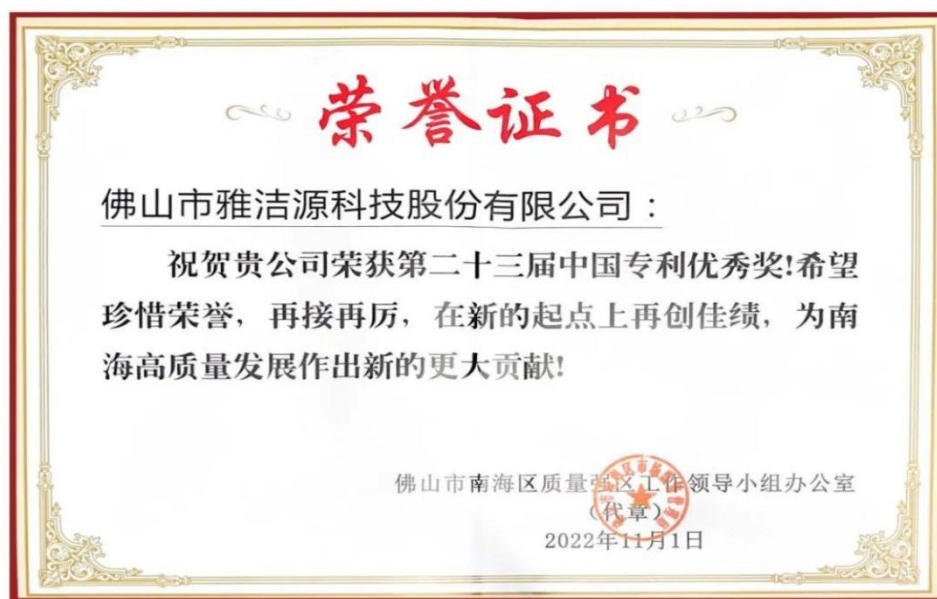 荣誉证书
佛山市雅洁源科技股份有限公司：
祝贺贵公司荣获第二十三届中国专利优秀奖!希望
珍惜荣誉，再接再厉，在新的起点上再创佳绩，为南
海高质量发展作出新的更大贡献!
佛山市南海区质量强区工作领导小组办公室
（代章）
2022年11月1日